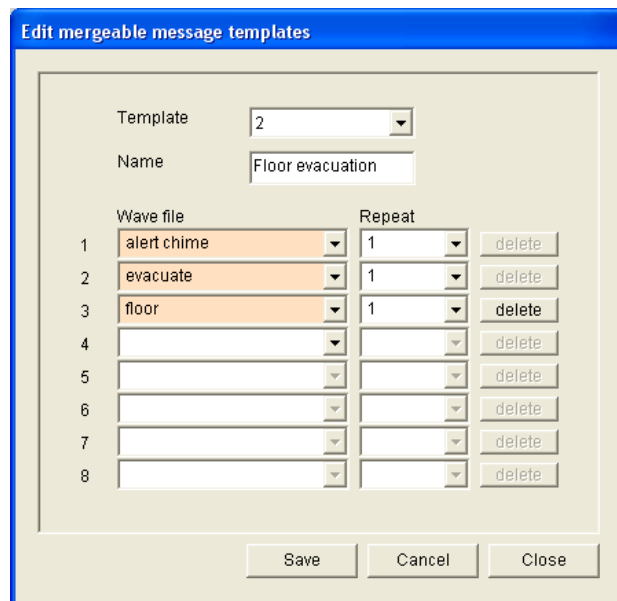 Edit mergeable message templates
Template 2
Name Floor evacuation
Wave file Repeat
1 alert chime 1 delete
2 evacuate 1 delete
3 floor 1 delete
4 delete
5 delete
6 delete
7 delete
8 delete
Save Cancel Close